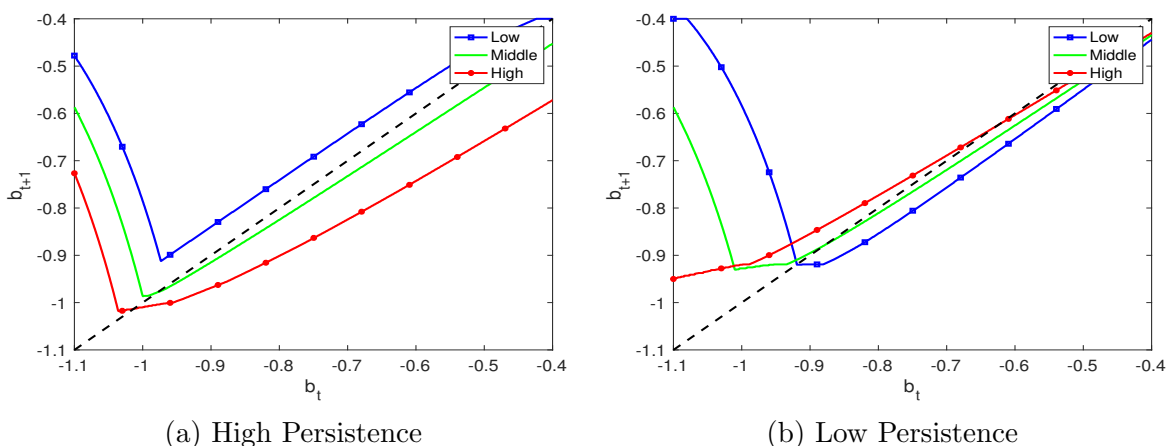 -0.4
-0.5
-0.6
-0.7
-0.8
-0.9
-1
-1.1
b_{t+1}
Low
Middle
High
-1.1 -1 -0.9 -0.8 -0.7 -0.6 -0.5 -0.4
b_t
(a) High Persistence
-0.4
-0.5
-0.6
-0.7
-0.8
-0.9
-1
-1.1
b_{t+1}
Low
Middle
High
-1.1 -1 -0.9 -0.8 -0.7 -0.6 -0.5 -0.4
b_t
(b) Low Persistence